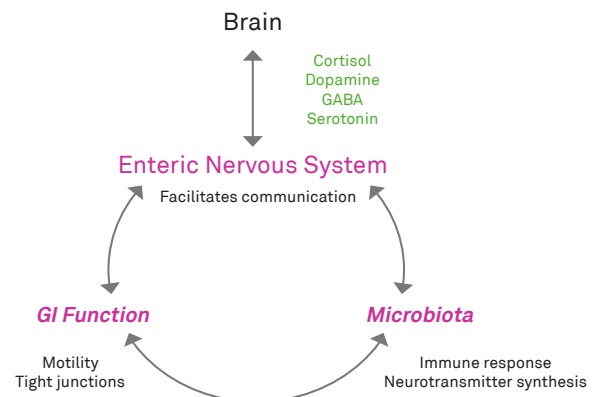 Brain
Cortisol
Dopamine
GABA
Serotonin
Enteric Nervous System
Facilitates communication
GI Function
Microbiota
Motility
Tight junctions
Immune response
Neurotransmitter synthesis